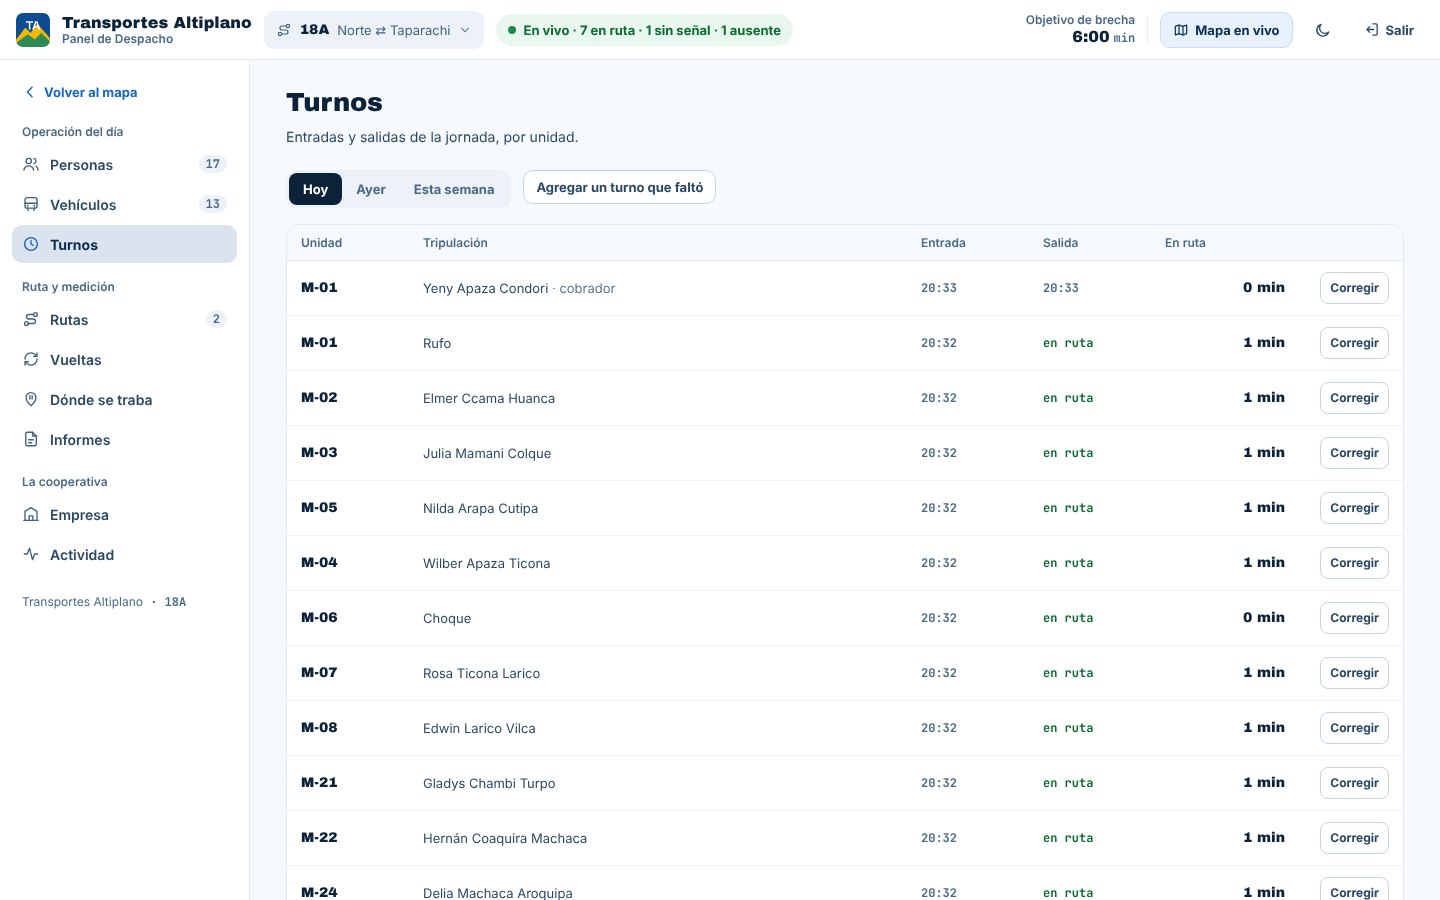 TA
Transportes Altiplano
Panel de Despacho
18A Norte ⇄ Taparachi
En vivo · 7 en ruta · 1 sin señal · 1 ausente
Objetivo de brecha
6:00 min
Mapa en vivo
Salir
Volver al mapa
Operación del día
Personas 17
Vehículos 13
Turnos
Ruta y medición
Rutas 2
Vueltas
Dónde se traba
Informes
La cooperativa
Empresa
Actividad
Transportes Altiplano · 18A
Turnos
Entradas y salidas de la jornada, por unidad.
Hoy Ayer Esta semana Agregar un turno que faltó
Unidad Tripulación Entrada Salida En ruta
M-01 Yeny Apaza Condori · cobrador 20:33 20:33 0 min Corregir
M-01 Rufo 20:32 en ruta 1 min Corregir
M-02 Elmer Ccama Huanca 20:32 en ruta 1 min Corregir
M-03 Julia Mamani Colque 20:32 en ruta 1 min Corregir
M-05 Nilda Arapa Cutipa 20:32 en ruta 1 min Corregir
M-04 Wilber Apaza Ticona 20:32 en ruta 1 min Corregir
M-06 Choque 20:32 en ruta 0 min Corregir
M-07 Rosa Ticona Larico 20:32 en ruta 1 min Corregir
M-08 Edwin Larico Vilca 20:32 en ruta 1 min Corregir
M-21 Gladys Chambi Turpo 20:32 en ruta 1 min Corregir
M-22 Hernán Coaquira Machaca 20:32 en ruta 1 min Corregir
M-24 Delia Machaca Aroquipa 20:32 en ruta 1 min Corregir